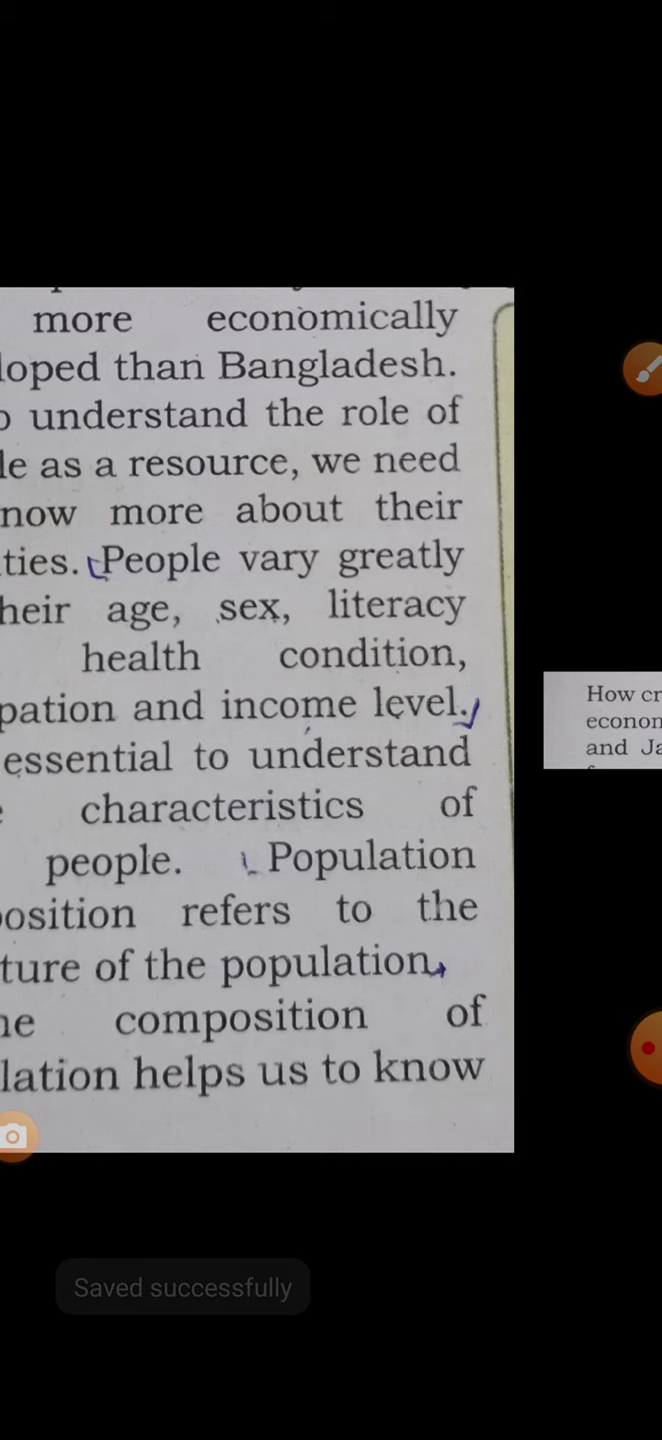 more economically
loped than Bangladesh.
o understand the role of
le as a resource, we need
now more about their
ties. People vary greatly
heir age, sex, literacy
health condition,
pation and income level.
essential to understand
e characteristics of
people. Population
osition refers to the
ture of the population.
ne composition of
lation helps us to know
How cr
econom
and Ja
Saved successfully